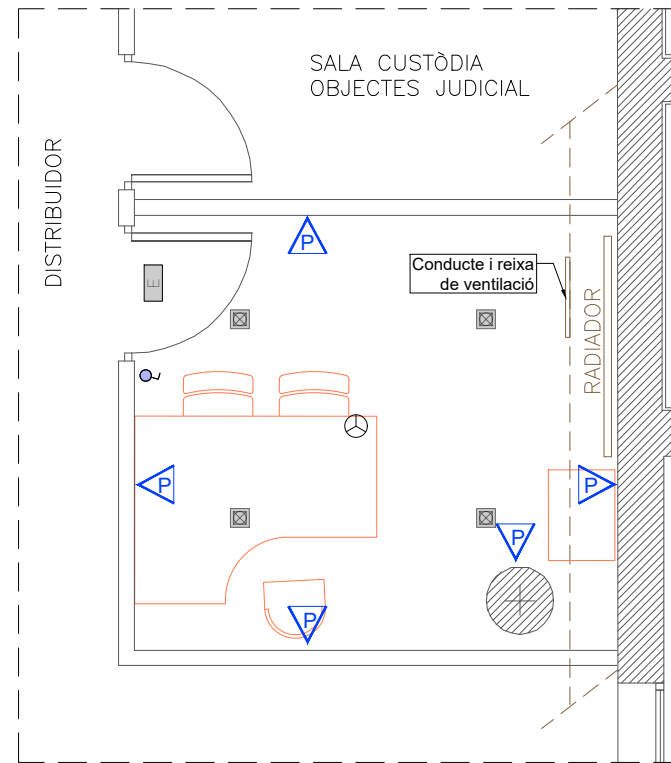 SALA CUSTÒDIA
OBJECTES JUDICIAL
DISTRIBUIDOR
P
E
Conducte i reixa
de ventilació
RADIADOR
P
P
P
P